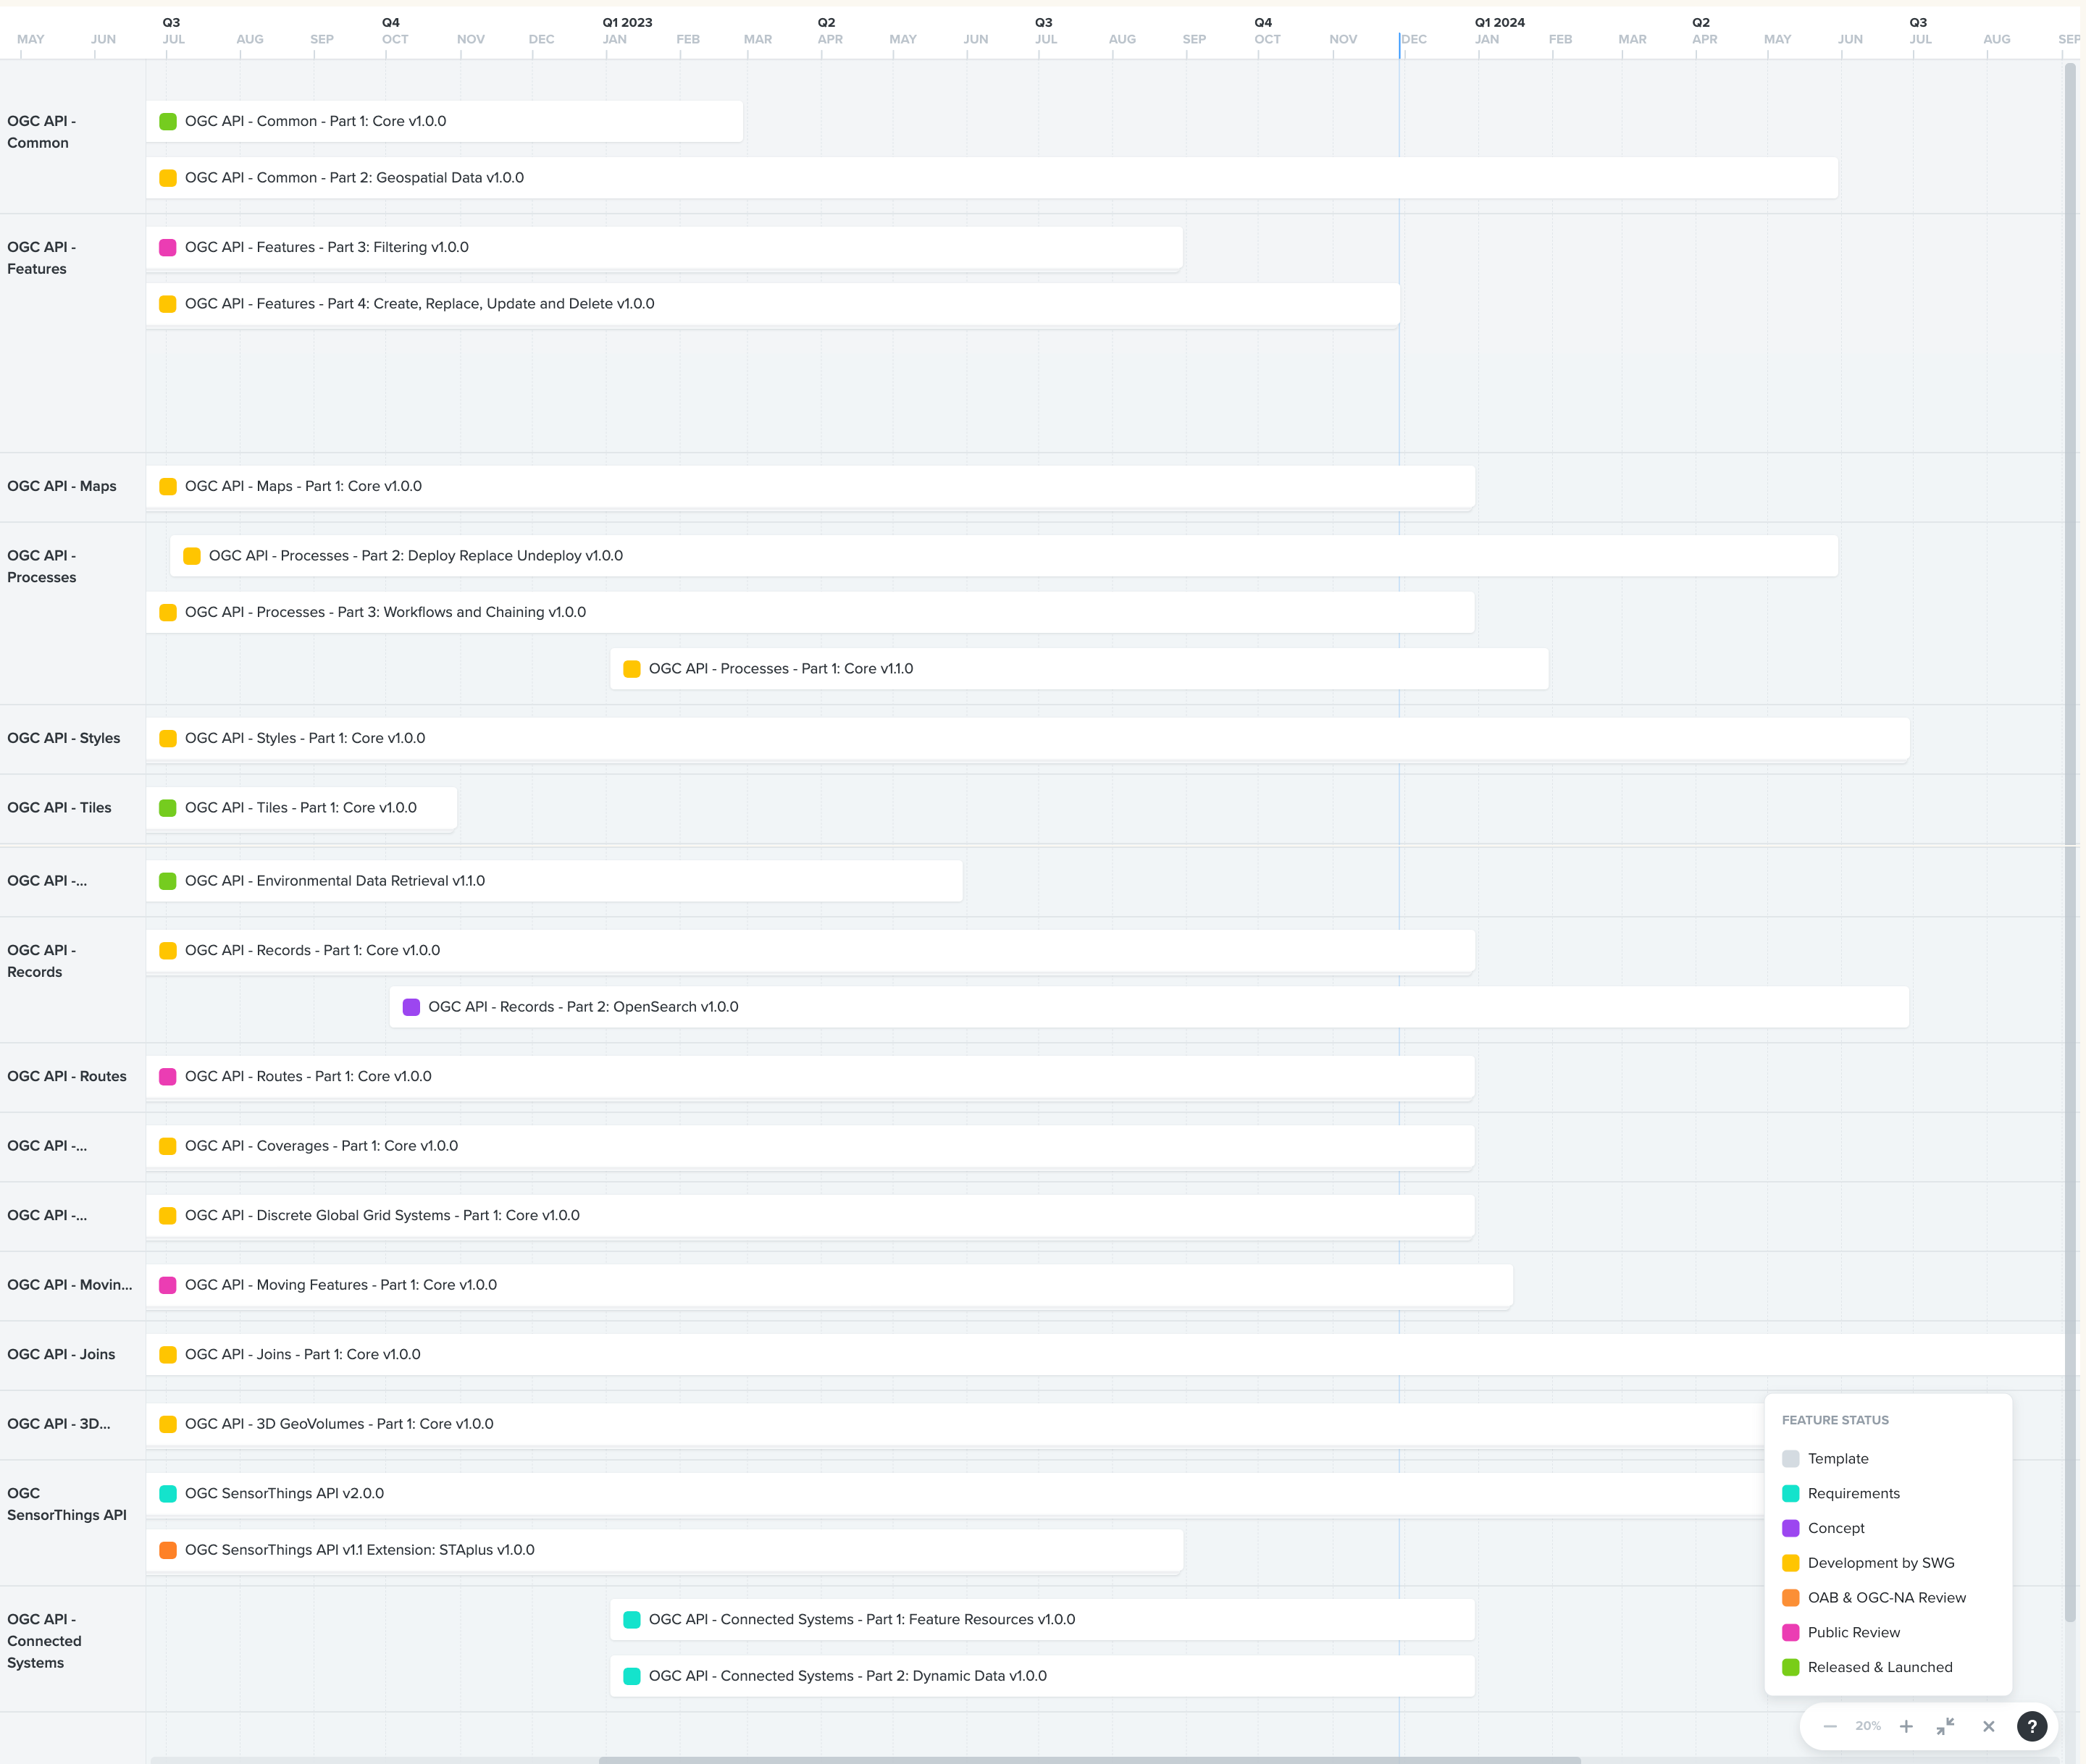 Q3 Q4 Q1 2023 Q2 Q3 Q4 Q1 2024 Q2 Q3
MAY JUN JUL AUG SEP OCT NOV DEC JAN FEB MAR APR MAY JUN JUL AUG SEP OCT NOV DEC JAN FEB MAR APR MAY JUN JUL AUG SEP
OGC API -
Common
OGC API - Common - Part 1: Core v1.0.0
OGC API - Common - Part 2: Geospatial Data v1.0.0
OGC API -
Features
OGC API - Features - Part 3: Filtering v1.0.0
OGC API - Features - Part 4: Create, Replace, Update and Delete v1.0.0
OGC API - Maps
OGC API - Maps - Part 1: Core v1.0.0
OGC API -
Processes
OGC API - Processes - Part 2: Deploy Replace Undeploy v1.0.0
OGC API - Processes - Part 3: Workflows and Chaining v1.0.0
OGC API - Processes - Part 1: Core v1.1.0
OGC API - Styles
OGC API - Styles - Part 1: Core v1.0.0
OGC API - Tiles
OGC API - Tiles - Part 1: Core v1.0.0
OGC API -...
OGC API - Environmental Data Retrieval v1.1.0
OGC API -
Records
OGC API - Records - Part 1: Core v1.0.0
OGC API - Records - Part 2: OpenSearch v1.0.0
OGC API - Routes
OGC API - Routes - Part 1: Core v1.0.0
OGC API -...
OGC API - Coverages - Part 1: Core v1.0.0
OGC API -...
OGC API - Discrete Global Grid Systems - Part 1: Core v1.0.0
OGC API - Movin...
OGC API - Moving Features - Part 1: Core v1.0.0
OGC API - Joins
OGC API - Joins - Part 1: Core v1.0.0
OGC API - 3D...
OGC API - 3D GeoVolumes - Part 1: Core v1.0.0
OGC
SensorThings API
OGC SensorThings API v2.0.0
OGC SensorThings API v1.1 Extension: STAplus v1.0.0
OGC API -
Connected
Systems
OGC API - Connected Systems - Part 1: Feature Resources v1.0.0
OGC API - Connected Systems - Part 2: Dynamic Data v1.0.0
FEATURE STATUS
Template
Requirements
Concept
Development by SWG
OAB & OGC-NA Review
Public Review
Released & Launched
20%
?